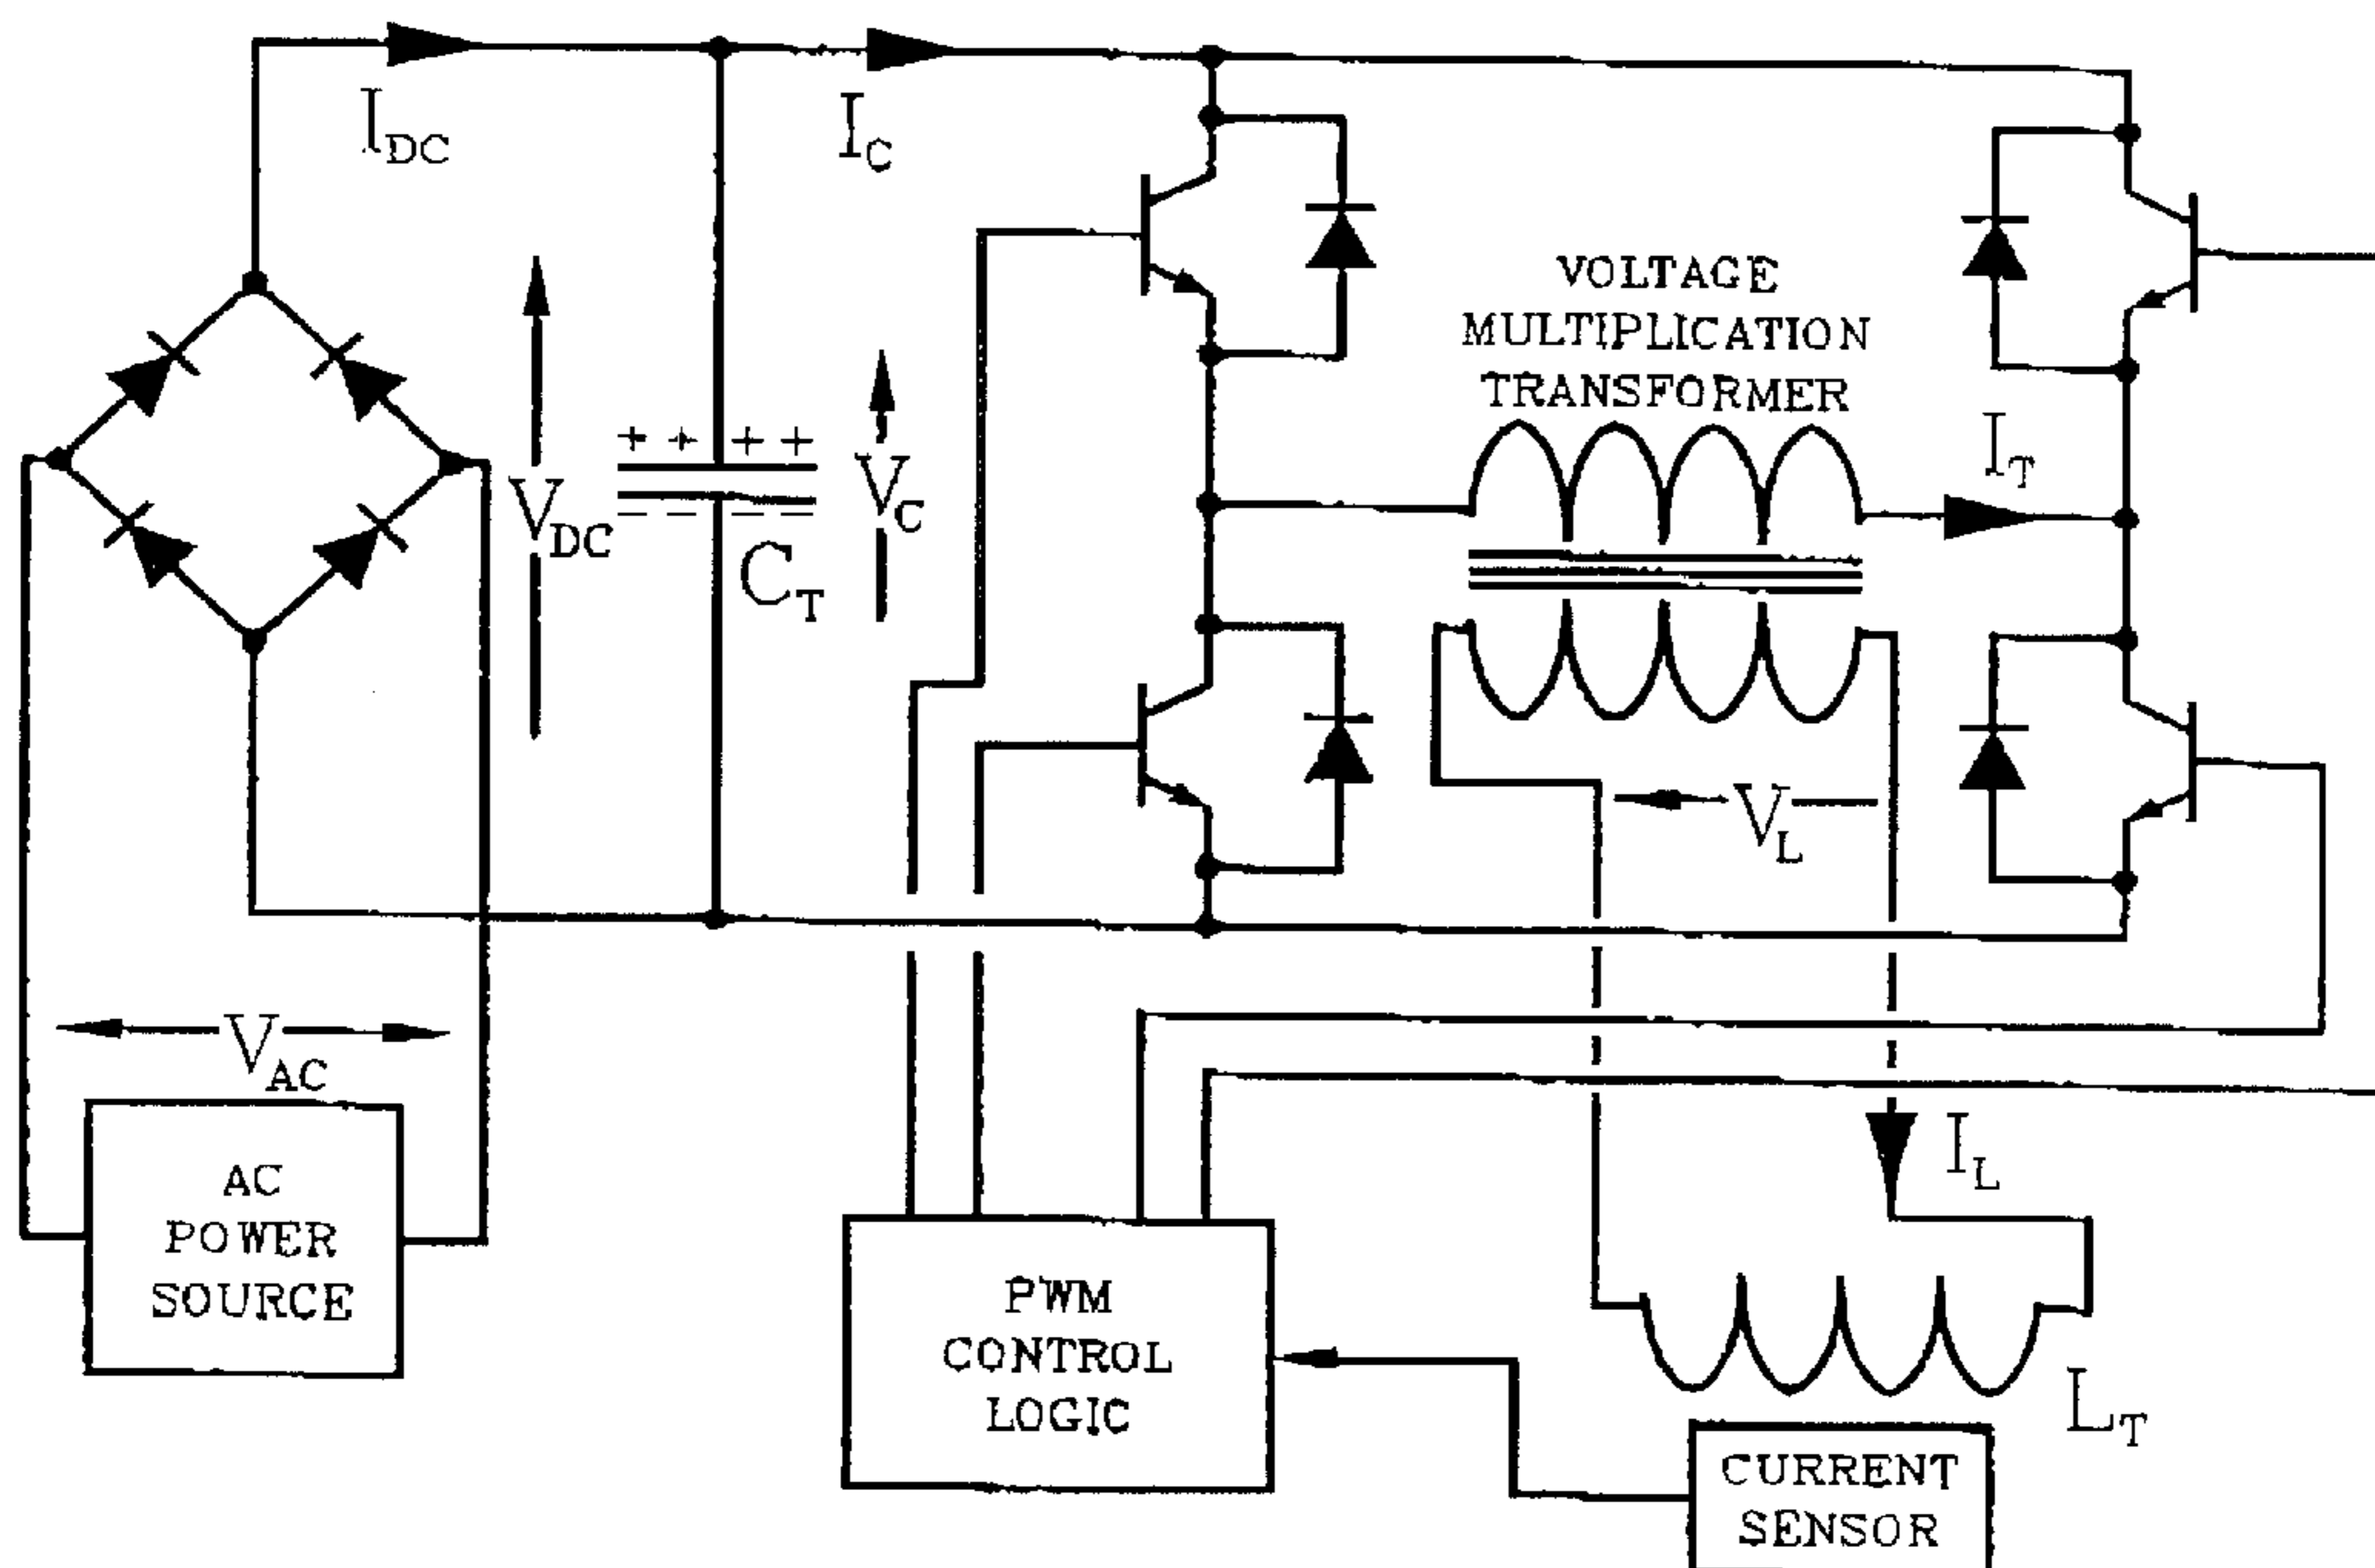 I_DC
I_C
VOLTAGE
MULTIPLICATION
TRANSFORMER
I_T
+ + + +
V_DC
V_C
− − − −
C_T
V_L
V_AC
I_L
AC
POWER
SOURCE
PWM
CONTROL
LOGIC
L_T
CURRENT
SENSOR